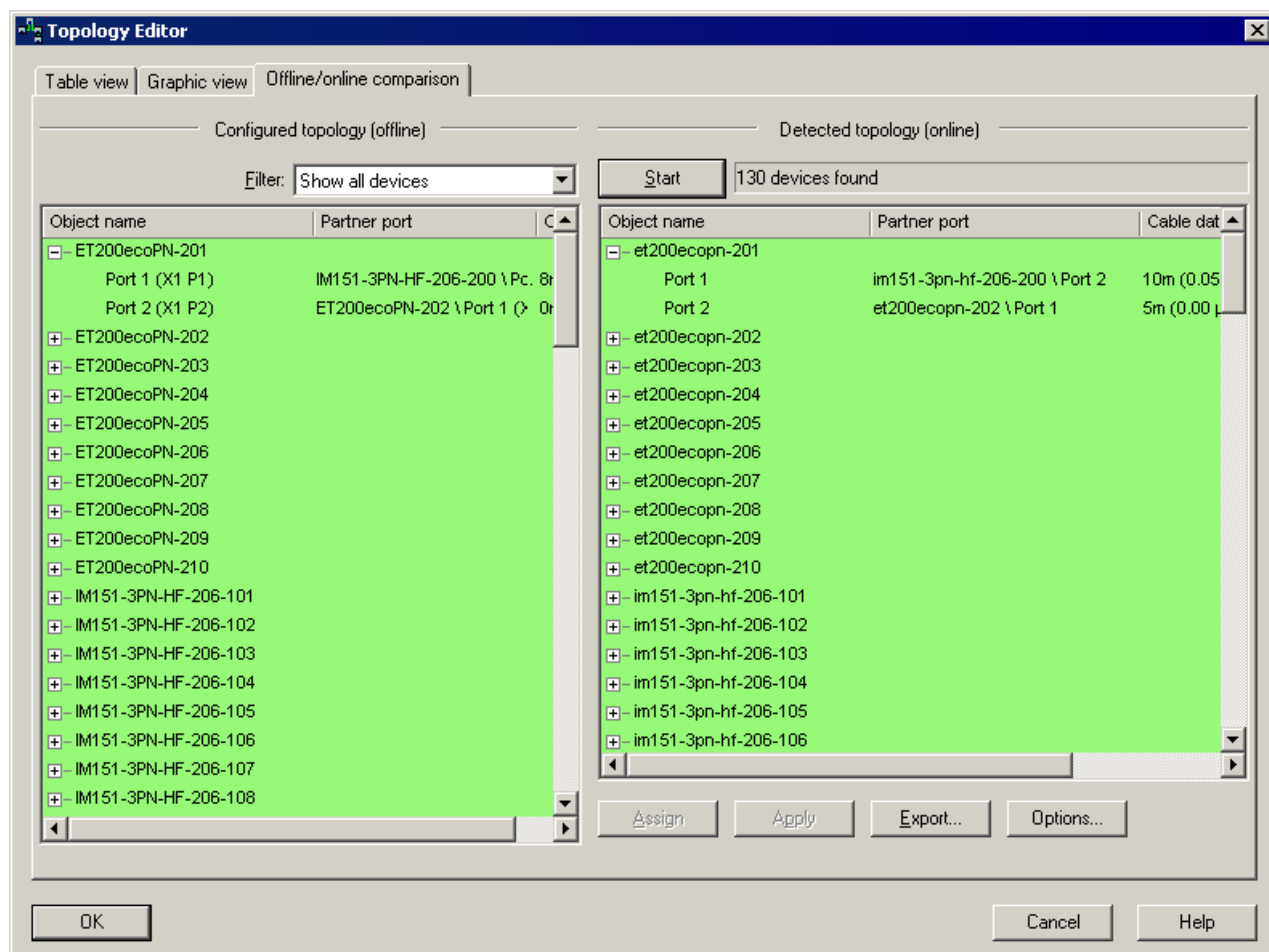 Topology Editor
Table view Graphic view Offline/online comparison
Configured topology (offline)
Filter: Show all devices
Object name Partner port C
ET200ecoPN-201
Port 1 (X1 P1) IM151-3PN-HF-206-200 \ Pc. 8r
Port 2 (X1 P2) ET200ecoPN-202 \ Port 1 (X 0r
ET200ecoPN-202
ET200ecoPN-203
ET200ecoPN-204
ET200ecoPN-205
ET200ecoPN-206
ET200ecoPN-207
ET200ecoPN-208
ET200ecoPN-209
ET200ecoPN-210
IM151-3PN-HF-206-101
IM151-3PN-HF-206-102
IM151-3PN-HF-206-103
IM151-3PN-HF-206-104
IM151-3PN-HF-206-105
IM151-3PN-HF-206-106
IM151-3PN-HF-206-107
IM151-3PN-HF-206-108
Detected topology (online)
Start 130 devices found
Object name Partner port Cable dat
et200ecopn-201
Port 1 im151-3pn-hf-206-200 \ Port 2 10m (0.05
Port 2 et200ecopn-202 \ Port 1 5m (0.00 µ
et200ecopn-202
et200ecopn-203
et200ecopn-204
et200ecopn-205
et200ecopn-206
et200ecopn-207
et200ecopn-208
et200ecopn-209
et200ecopn-210
im151-3pn-hf-206-101
im151-3pn-hf-206-102
im151-3pn-hf-206-103
im151-3pn-hf-206-104
im151-3pn-hf-206-105
im151-3pn-hf-206-106
Assign Apply Export... Options...
OK Cancel Help